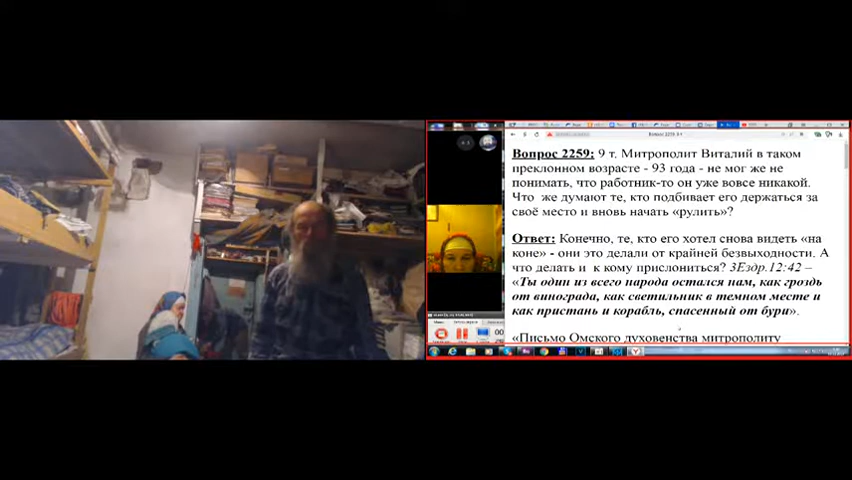 Вопрос 2259: 9 т. Митрополит Виталий в таком
преклонном возрасте - 93 года - не мог же не
понимать, что работник-то он уже вовсе никакой.
Что же думают те, кто подбивает его держаться за
своё место и вновь начать «рулить»?
Ответ: Конечно, те, кто его хотел снова видеть «на
коне» - они это делали от крайней безвыходности. А
что делать и к кому прислониться? 3Ездр.12:42 –
«Ты один из всего народа остался нам, как гроздь
от винограда, как светильник в темном месте и
как пристань и корабль, спасенный от бури».
«Письмо Омского духовенства митрополиту